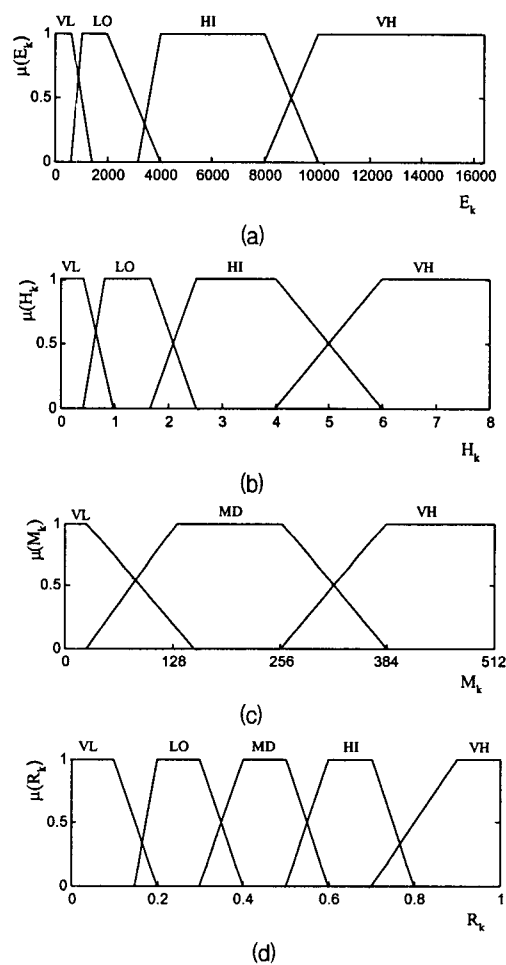 VL LO HI VH
1
μ(E_k)
0.5
0
0 2000 4000 6000 8000 10000 12000 14000 16000
E_k
(a)
VL LO HI VH
1
μ(H_k)
0.5
0
0 1 2 3 4 5 6 7 8
H_k
(b)
VL MD VH
1
μ(M_k)
0.5
0
0 128 256 384 512
M_k
(c)
VL LO MD HI VH
1
μ(R_k)
0.5
0
0.2 0.4 0.6 0.8 1
R_k
(d)